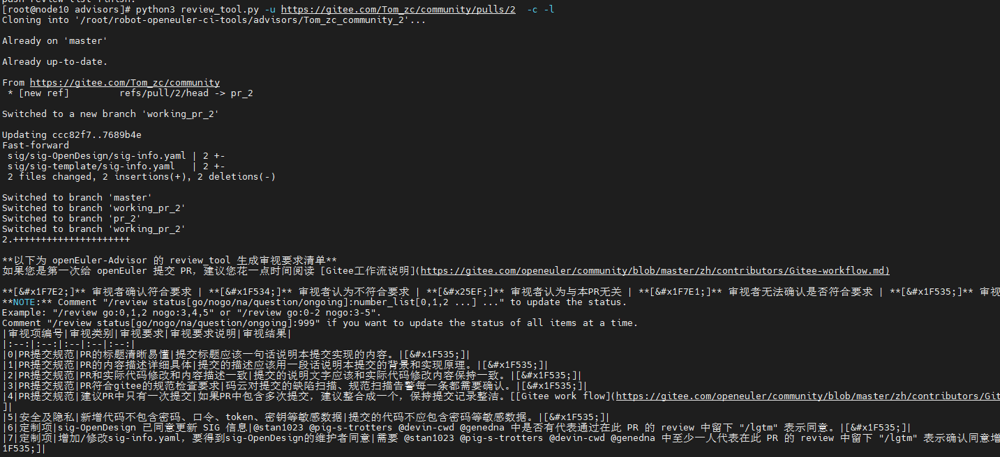 push review list finish.
[root@node10 advisors]# python3 review_tool.py -u https://gitee.com/Tom_zc/community/pulls/2  -c -l
Cloning into '/root/robot-openeuler-ci-tools/advisors/Tom_zc_community_2'...
Already on 'master'
Already up-to-date.
From https://gitee.com/Tom_zc/community
 * [new ref]         refs/pull/2/head -> pr_2
Switched to a new branch 'working_pr_2'
Updating ccc82f7..7689b4e
Fast-forward
 sig/sig-OpenDesign/sig-info.yaml | 2 +-
 sig/sig-template/sig-info.yaml   | 2 +-
 2 files changed, 2 insertions(+), 2 deletions(-)
Switched to branch 'master'
Switched to branch 'working_pr_2'
Switched to branch 'pr_2'
Switched to branch 'working_pr_2'
2.+++++++++++++++++++++
**以下为 openEuler-Advisor 的 review_tool 生成审视要求清单**
如果您是第一次给 openEuler 提交 PR，建议您花一点时间阅读 [Gitee工作流说明](https://gitee.com/openeuler/community/blob/master/zh/contributors/Gitee-workflow.md)
**[&#x1F7E2;]** 审视者确认符合要求 | **[&#x1F534;]** 审视者认为不符合要求 | **[&#x25EF;]** 审视者认为与本PR无关 | **[&#x1F7E1;]** 审视者无法确认是否符合要求 | **[&#x1F535;]** 审视
**NOTE:** Comment "/review status[go/nogo/na/question/ongoing]:number_list[0,1,2 ...] ..." to update the status.
Example: "/review go:0,1,2 nogo:3,4,5" or "/review go:0-2 nogo:3-5".
Comment "/review status[go/nogo/na/question/ongoing]:999" if you want to update the status of all items at a time.
|审视项编号|审视类别|审视要求|审视要求说明|审视结果|
|:--:|:--:|:--|:--|:--:|
|0|PR提交规范|PR的标题清晰易懂|提交标题应该一句话说明本提交实现的内容。|[&#x1F535;]|
|1|PR提交规范|PR的内容描述详细具体|提交的描述应该用一段话说明本提交的背景和实现原理。|[&#x1F535;]|
|2|PR提交规范|PR和实际代码修改和内容描述一致|提交的说明文字应该和实际代码修改内容保持一致。|[&#x1F535;]|
|3|PR提交规范|PR符合gitee的规范检查要求|码云对提交的缺陷扫描、规范扫描告警每一条都需要确认。|[&#x1F535;]|
|4|PR提交规范|建议PR中只有一次提交|如果PR中包含多次提交，建议整合成一个，保持提交记录整洁。[[Gitee work flow](https://gitee.com/openeuler/community/blob/master/zh/contributors/Git
]|
|5|安全及隐私|新增代码不包含密码、口令、token、密钥等敏感数据|提交的代码不应包含密码等敏感数据。|[&#x1F535;]|
|6|定制项|sig-OpenDesign 已同意更新 SIG 信息|@stan1023 @pig-s-trotters @devin-cwd @genedna 中是否有代表通过在此 PR 的 review 中留下 "/lgtm" 表示同意。|[&#x1F535;]|
|7|定制项|增加/修改sig-info.yaml，要得到sig-OpenDesign的维护者同意|需要 @stan1023 @pig-s-trotters @devin-cwd @genedna 中至少一人代表在此 PR 的 review 中留下 "/lgtm" 表示确认同意增
1F535;]|